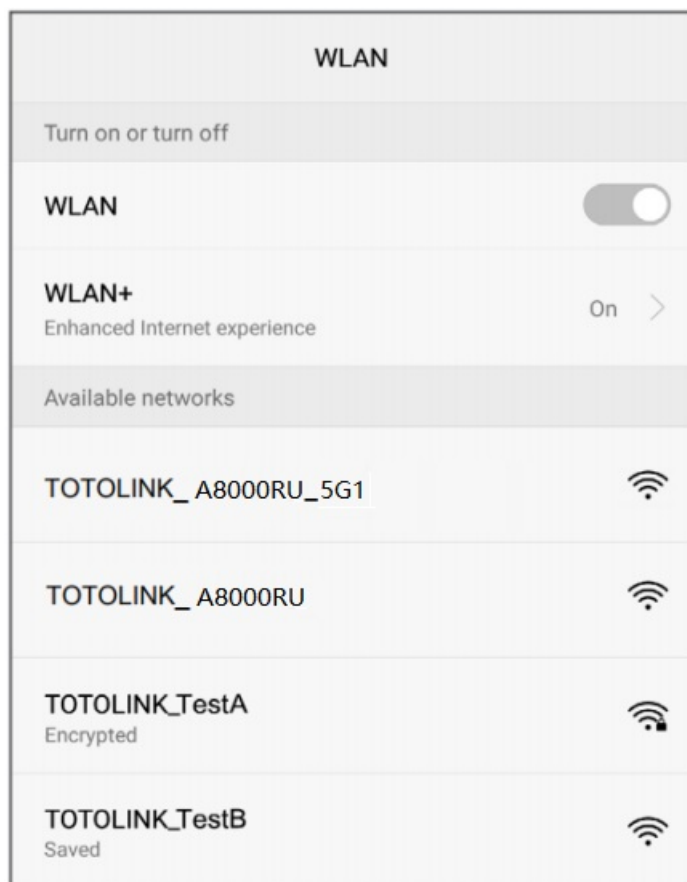 WLAN
Turn on or turn off
WLAN
WLAN+
Enhanced Internet experience
On
Available networks
TOTOLINK_ A8000RU_5G1
TOTOLINK_ A8000RU
TOTOLINK_TestA
Encrypted
TOTOLINK_TestB
Saved